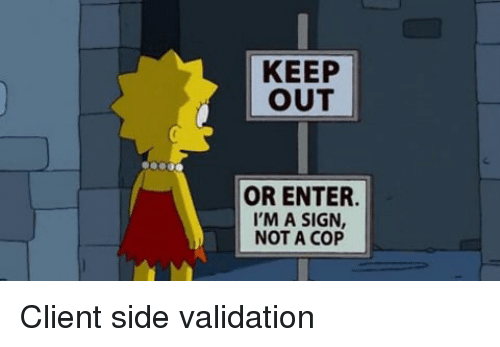 KEEP
OUT
OR ENTER.
I'M A SIGN,
NOT A COP
Client side validation